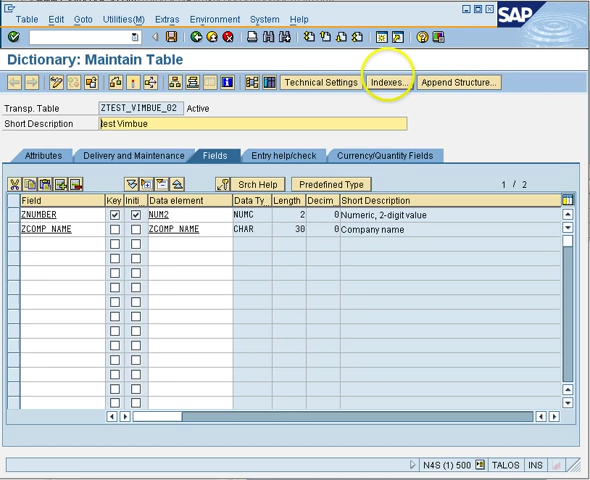 Table Edit Goto Utilities(M) Extras Environment System Help
SAP
Dictionary: Maintain Table
Technical Settings Indexes... Append Structure...
Transp. Table ZTEST_VIMBUE_02 Active
Short Description test Vimbue
Attributes Delivery and Maintenance Fields Entry help/check Currency/Quantity Fields
Srch Help Predefined Type 1 / 2
Field Key Initi... Data element Data Ty... Length Decim... Short Description
ZNUMBER NUM2 NUMC 2 0 Numeric, 2-digit value
ZCOMP_NAME ZCOMP_NAME CHAR 30 0 Company name
N4S (1) 500 TALOS INS